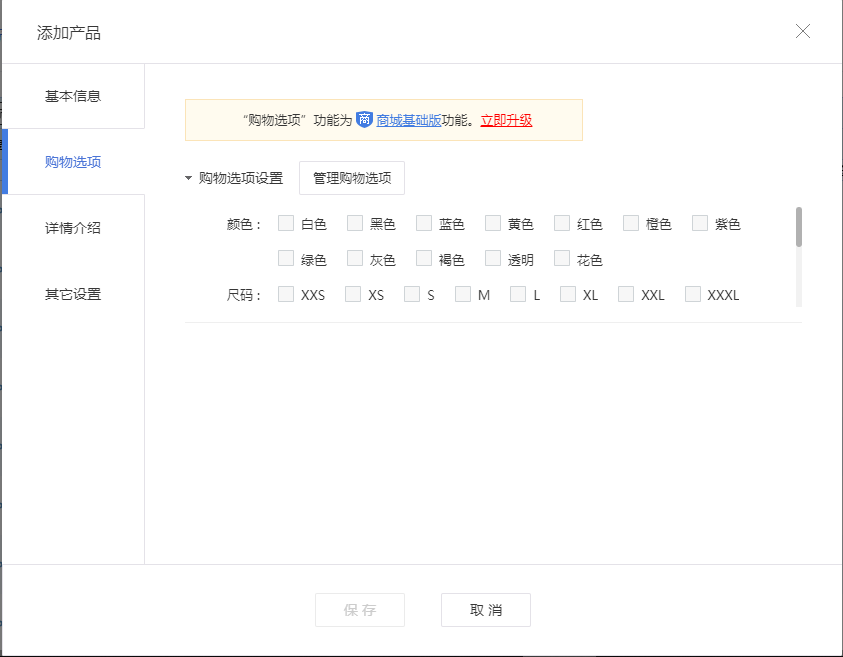 添加产品
基本信息
购物选项
详情介绍
其它设置
“购物选项”功能为 商 商城基础版功能。立即升级
购物选项设置 管理购物选项
颜色： 白色 黑色 蓝色 黄色 红色 橙色 紫色
绿色 灰色 褐色 透明 花色
尺码： XXS XS S M L XL XXL XXXL
保 存 取 消